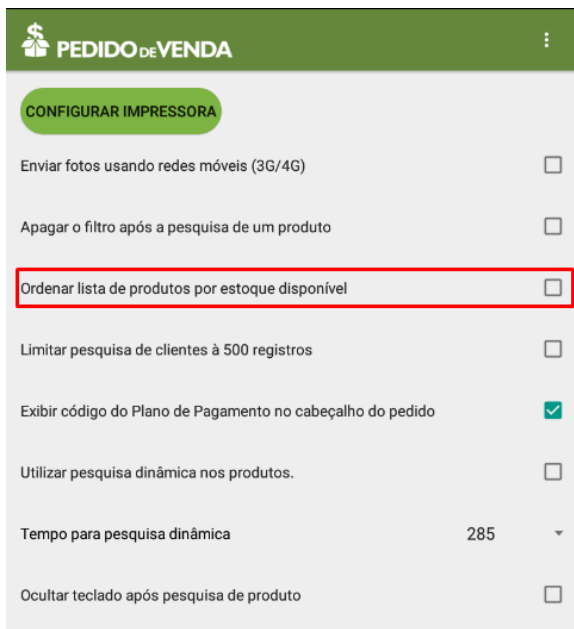 PEDIDO DE VENDA
CONFIGURAR IMPRESSORA
Enviar fotos usando redes móveis (3G/4G)
Apagar o filtro após a pesquisa de um produto
Ordenar lista de produtos por estoque disponível
Limitar pesquisa de clientes à 500 registros
Exibir código do Plano de Pagamento no cabeçalho do pedido
Utilizar pesquisa dinâmica nos produtos.
Tempo para pesquisa dinâmica 285
Ocultar teclado após pesquisa de produto